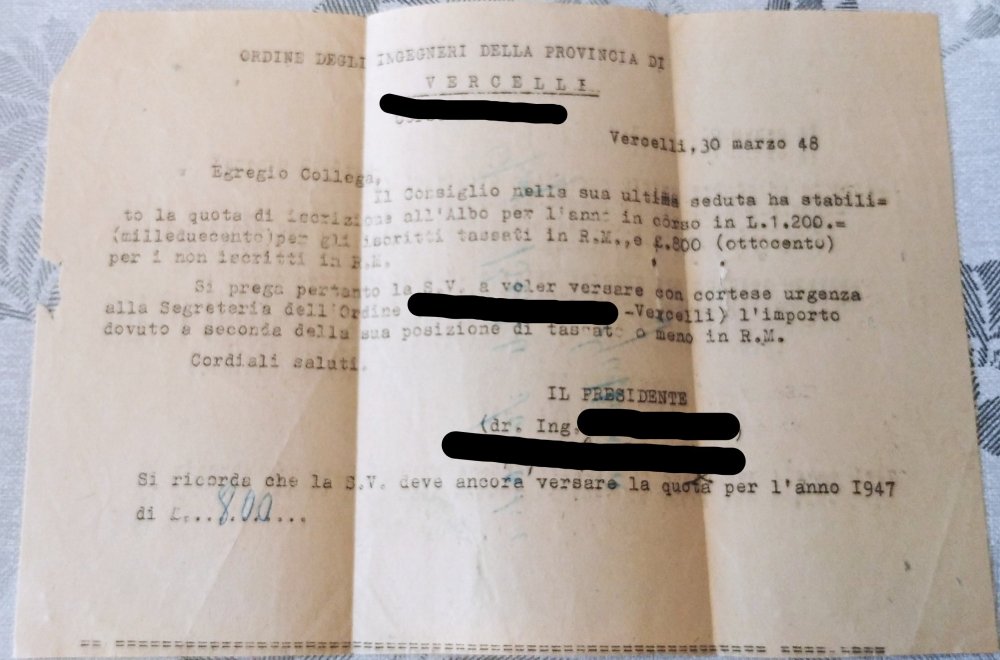 ORDINE DEGLI INGEGNERI DELLA PROVINCIA DI
VERCELLI
Vercelli, 30 marzo 48
Egregio Collega,
Il Consiglio nella sua ultima seduta ha stabili=
to la quota di iscrizione all'Albo per l'anno in corso in L.1.200.=
(milleduecento)per gli iscritti tassati in R.M.,e £.800 (ottocento)
per i non iscritti in R.M.
Si prega pertanto la S.V. a voler versare con cortese urgenza
alla Segretaria dell'Ordine -Vercelli) l'importo
dovuto a seconda della sua posizione di tassato o meno in R.M.
Cordiali saluti.
IL PRESIDENTE
(dr. Ing. )
Si ricorda che la S.V. deve ancora versare la quota per l'anno I947
di £...800...